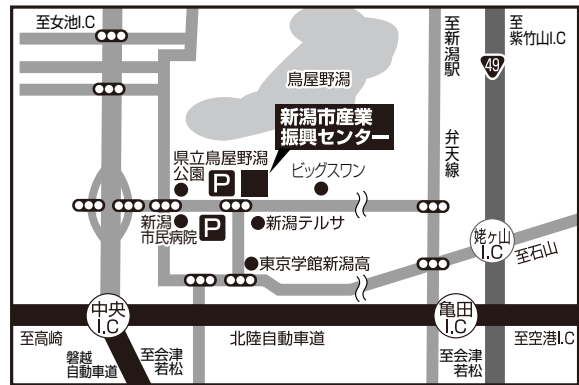 至女池I.C
至新潟駅
至
紫竹山I.C
49
鳥屋野潟
新潟市産業
振興センター
弁天線
県立鳥屋野潟
公園
P
ビッグスワン
新潟
市民病院
P
新潟テルサ
姥ヶ山
I.C
至石山
東京学館新潟高
中央
I.C
亀田
I.C
至高崎
北陸自動車道
至空港I.C
磐越
自動車道
至会津
若松
至会津
若松